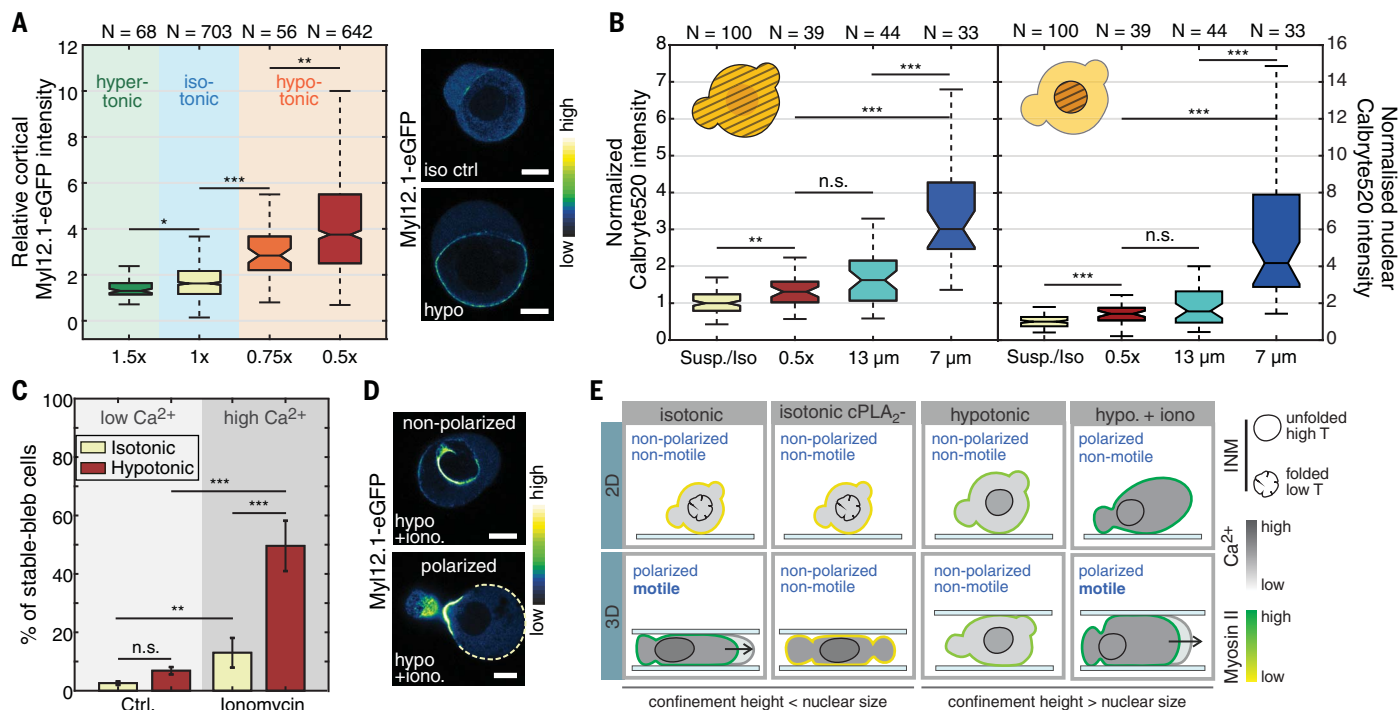 A
N = 68 N = 703 N = 56 N = 642
Relative cortical
Myl12.1-eGFP intensity
12
10
8
6
4
2
0
hyper-
tonic
iso-
tonic
hypo-
tonic
*
***
**
1.5x 1x 0.75x 0.5x
Myl12.1-eGFP
iso ctrl
hypo
high
low
B
N = 100 N = 39 N = 44 N = 33
N = 100 N = 39 N = 44 N = 33
Normalized
Calbryte520 intensity
8
7
6
5
4
3
2
1
0
**
n.s.
***
***
***
n.s.
***
***
Susp./Iso 0.5x 13 µm 7 µm
Susp./Iso 0.5x 13 µm 7 µm
16
14
12
10
8
6
4
2
0
Normalised nuclear
Calbryte520 intensity
C
% of stable-bleb cells
100
90
80
70
60
50
40
30
20
10
0
low Ca2+ high Ca2+
Isotonic
Hypotonic
n.s.
**
***
***
Ctrl. Ionomycin
D
Myl12.1-eGFP
non-polarized
hypo
+iono.
polarized
hypo
+iono.
high
low
E
isotonic
isotonic cPLA2-
hypotonic
hypo. + iono
2D
non-polarized
non-motile
non-polarized
non-motile
non-polarized
non-motile
polarized
non-motile
3D
polarized
motile
non-polarized
non-motile
non-polarized
non-motile
polarized
motile
confinement height < nuclear size
confinement height > nuclear size
INM
unfolded
high T
folded
low T
Ca2+
high
low
Myosin II
high
low